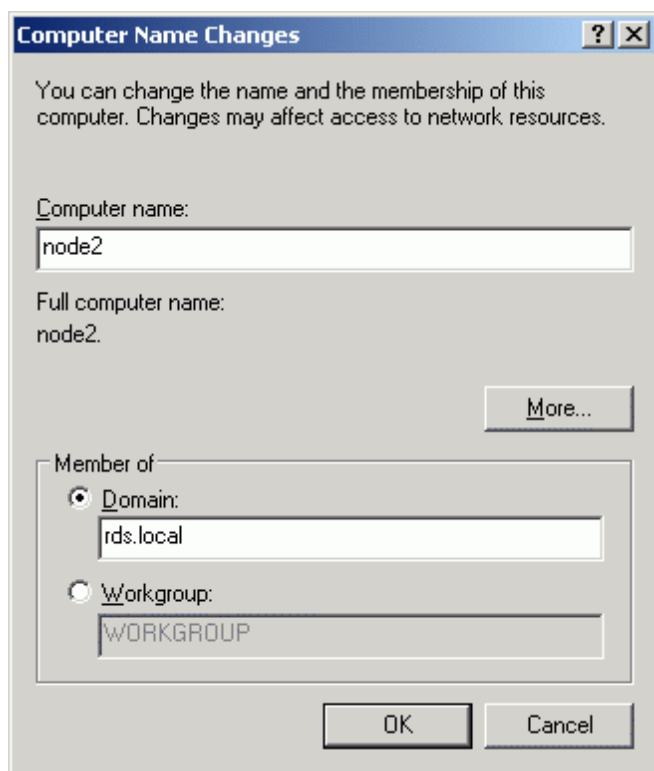 Computer Name Changes
You can change the name and the membership of this
computer. Changes may affect access to network resources.
Computer name:
node2
Full computer name:
node2.
More...
Member of
Domain:
rds.local
Workgroup:
WORKGROUP
OK Cancel